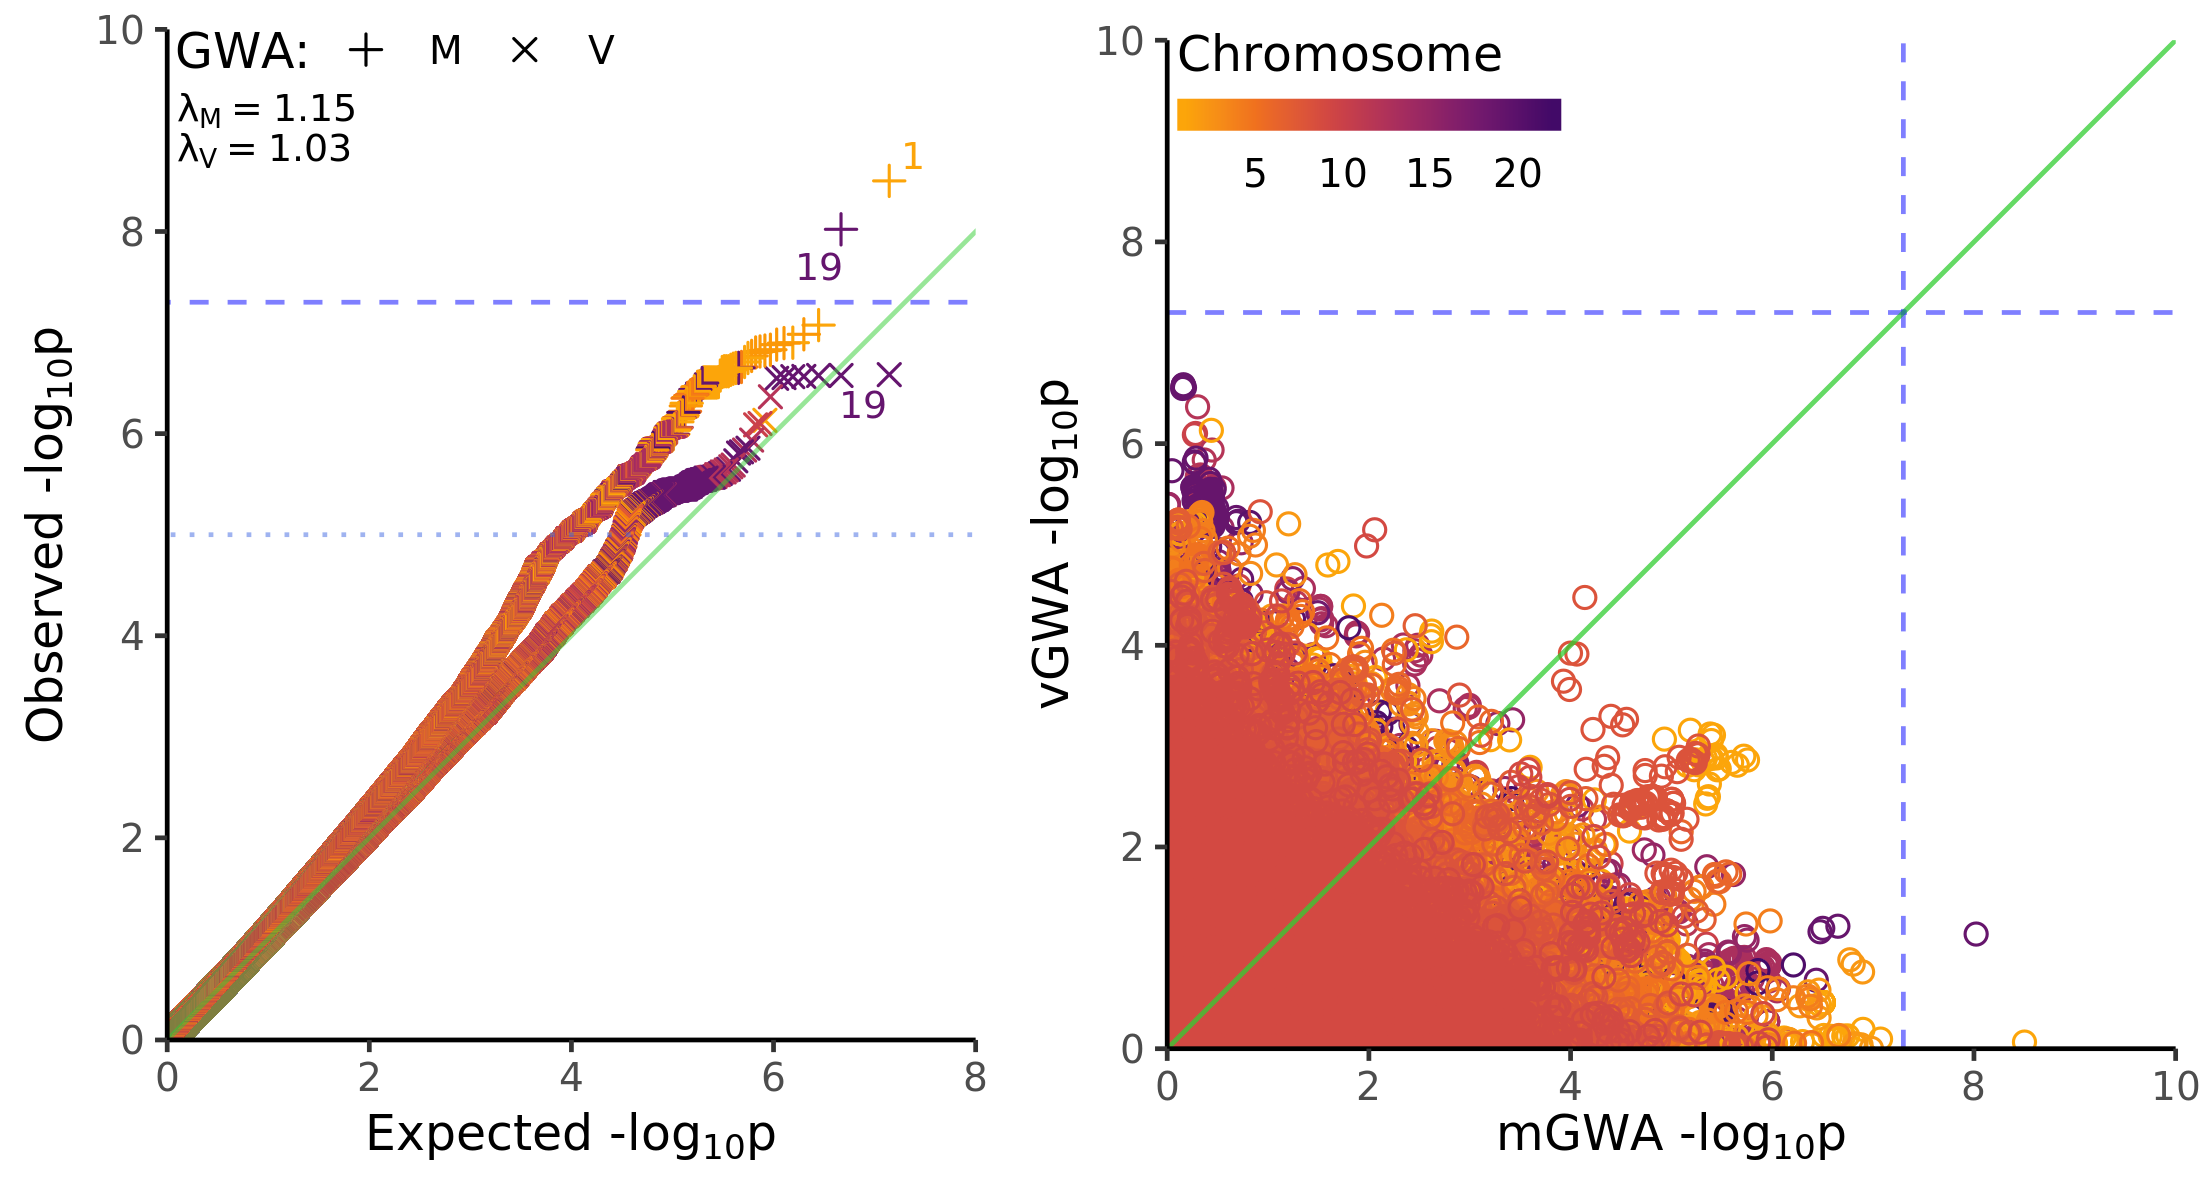 GWA: + M × V
λM = 1.15
λV = 1.03
1
19
19
10
8
6
4
2
0
0 2 4 6 8
Observed -log10p
Expected -log10p
Chromosome
5 10 15 20
10
8
6
4
2
0
0 2 4 6 8 10
vGWA -log10p
mGWA -log10p